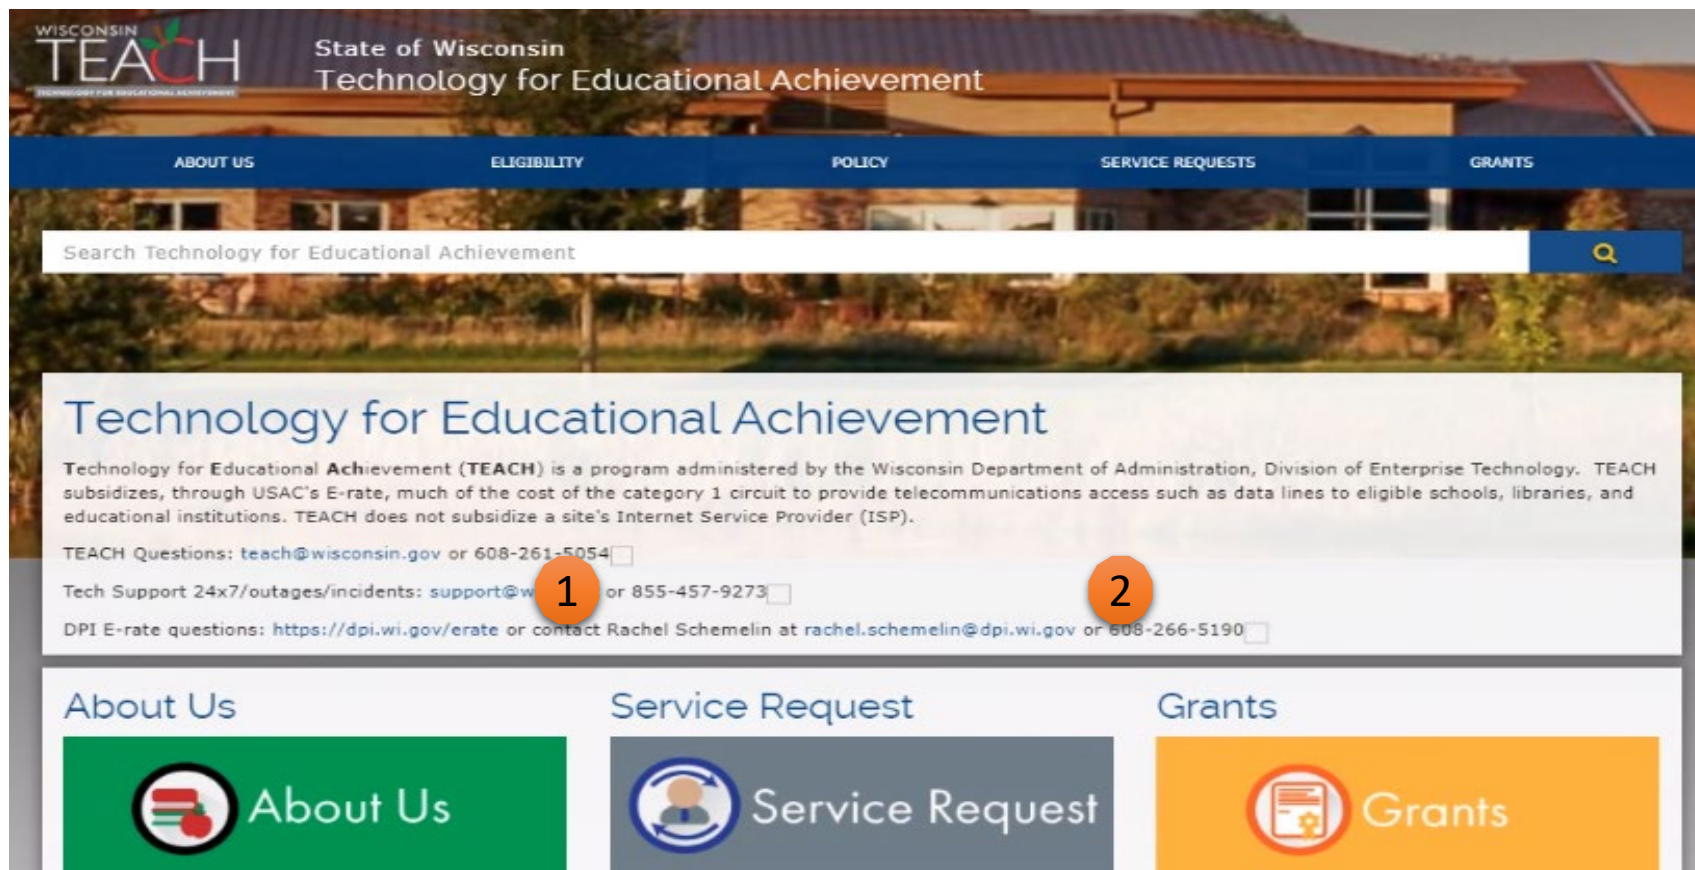 WISCONSIN
TEACH
TECHNOLOGY FOR EDUCATIONAL ACHIEVEMENT
State of Wisconsin
Technology for Educational Achievement
ABOUT US ELIGIBILITY POLICY SERVICE REQUESTS GRANTS
Search Technology for Educational Achievement
Technology for Educational Achievement
Technology for Educational Achievement (TEACH) is a program administered by the Wisconsin Department of Administration, Division of Enterprise Technology. TEACH
subsidizes, through USAC's E-rate, much of the cost of the category 1 circuit to provide telecommunications access such as data lines to eligible schools, libraries, and
educational institutions. TEACH does not subsidize a site's Internet Service Provider (ISP).
TEACH Questions: teach@wisconsin.gov or 608-261-5054
1
2
Tech Support 24x7/outages/incidents: or 855-457-9273
DPI E-rate questions: https://dpi.wi.gov/erate or contact Rachel Schemelin at rachel.schemelin@dpi.wi.gov or 608-266-5190
About Us Service Request Grants
About Us Service Request Grants